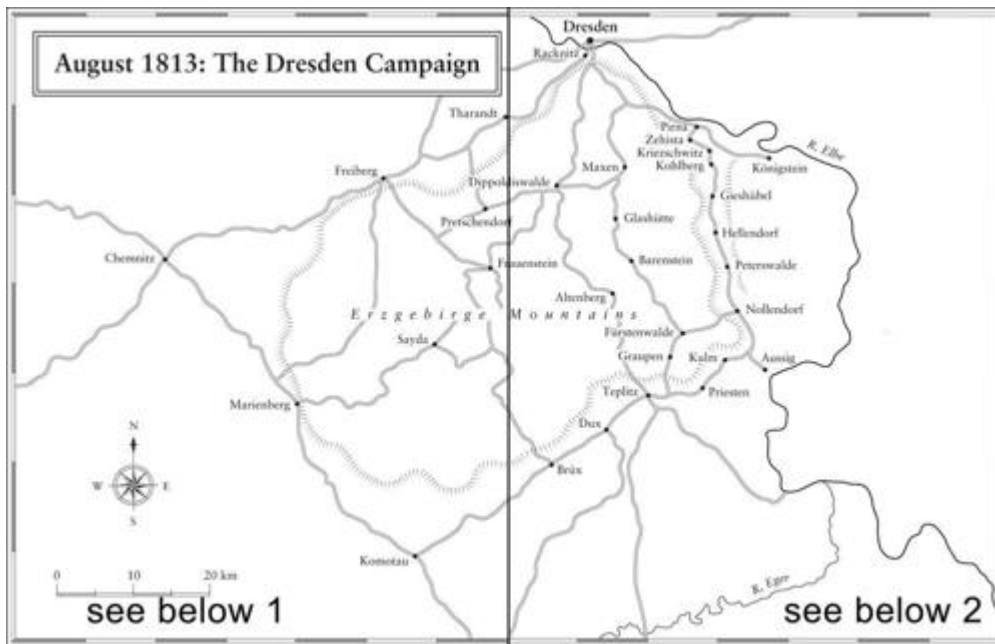 Dresden
August 1813: The Dresden Campaign
Racknitz
Tharandt
Pirna
Zehista
Kriezschwitz
Kohlberg
Königstein
R. Elbe
Freiberg
Maxen
Dippoldiswalde
Gieshübel
Pretschendorf
Glashütte
Hellendorf
Chemnitz
Frauenstein
Barenstein
Peterswalde
Altenberg
Erzgebirge Mountains
Nollendorf
Sayda
Fürstenwalde
Graupen
Kulm
Aussig
Marienberg
Teplitz
Priesten
N
Dux
W E
Brüx
S
Komotau
0 10 20 km
R. Eger
see below 1
see below 2